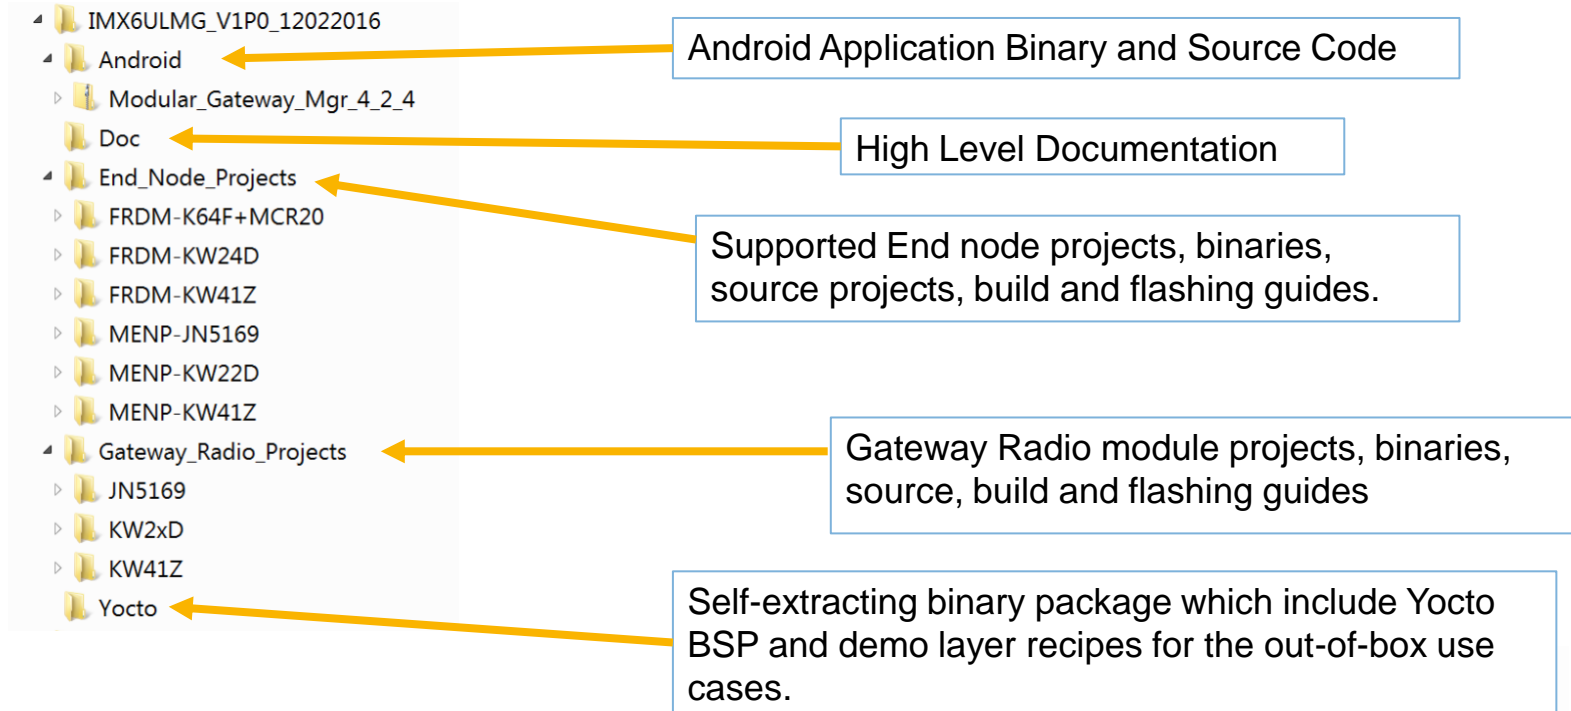 IMX6ULMG_V1P0_12022016
Android
Modular_Gateway_Mgr_4_2_4
Doc
End_Node_Projects
FRDM-K64F+MCR20
FRDM-KW24D
FRDM-KW41Z
MENP-JN5169
MENP-KW22D
MENP-KW41Z
Gateway_Radio_Projects
JN5169
KW2xD
KW41Z
Yocto
Android Application Binary and Source Code
High Level Documentation
Supported End node projects, binaries,
source projects, build and flashing guides.
Gateway Radio module projects, binaries,
source, build and flashing guides
Self-extracting binary package which include Yocto
BSP and demo layer recipes for the out-of-box use
cases.